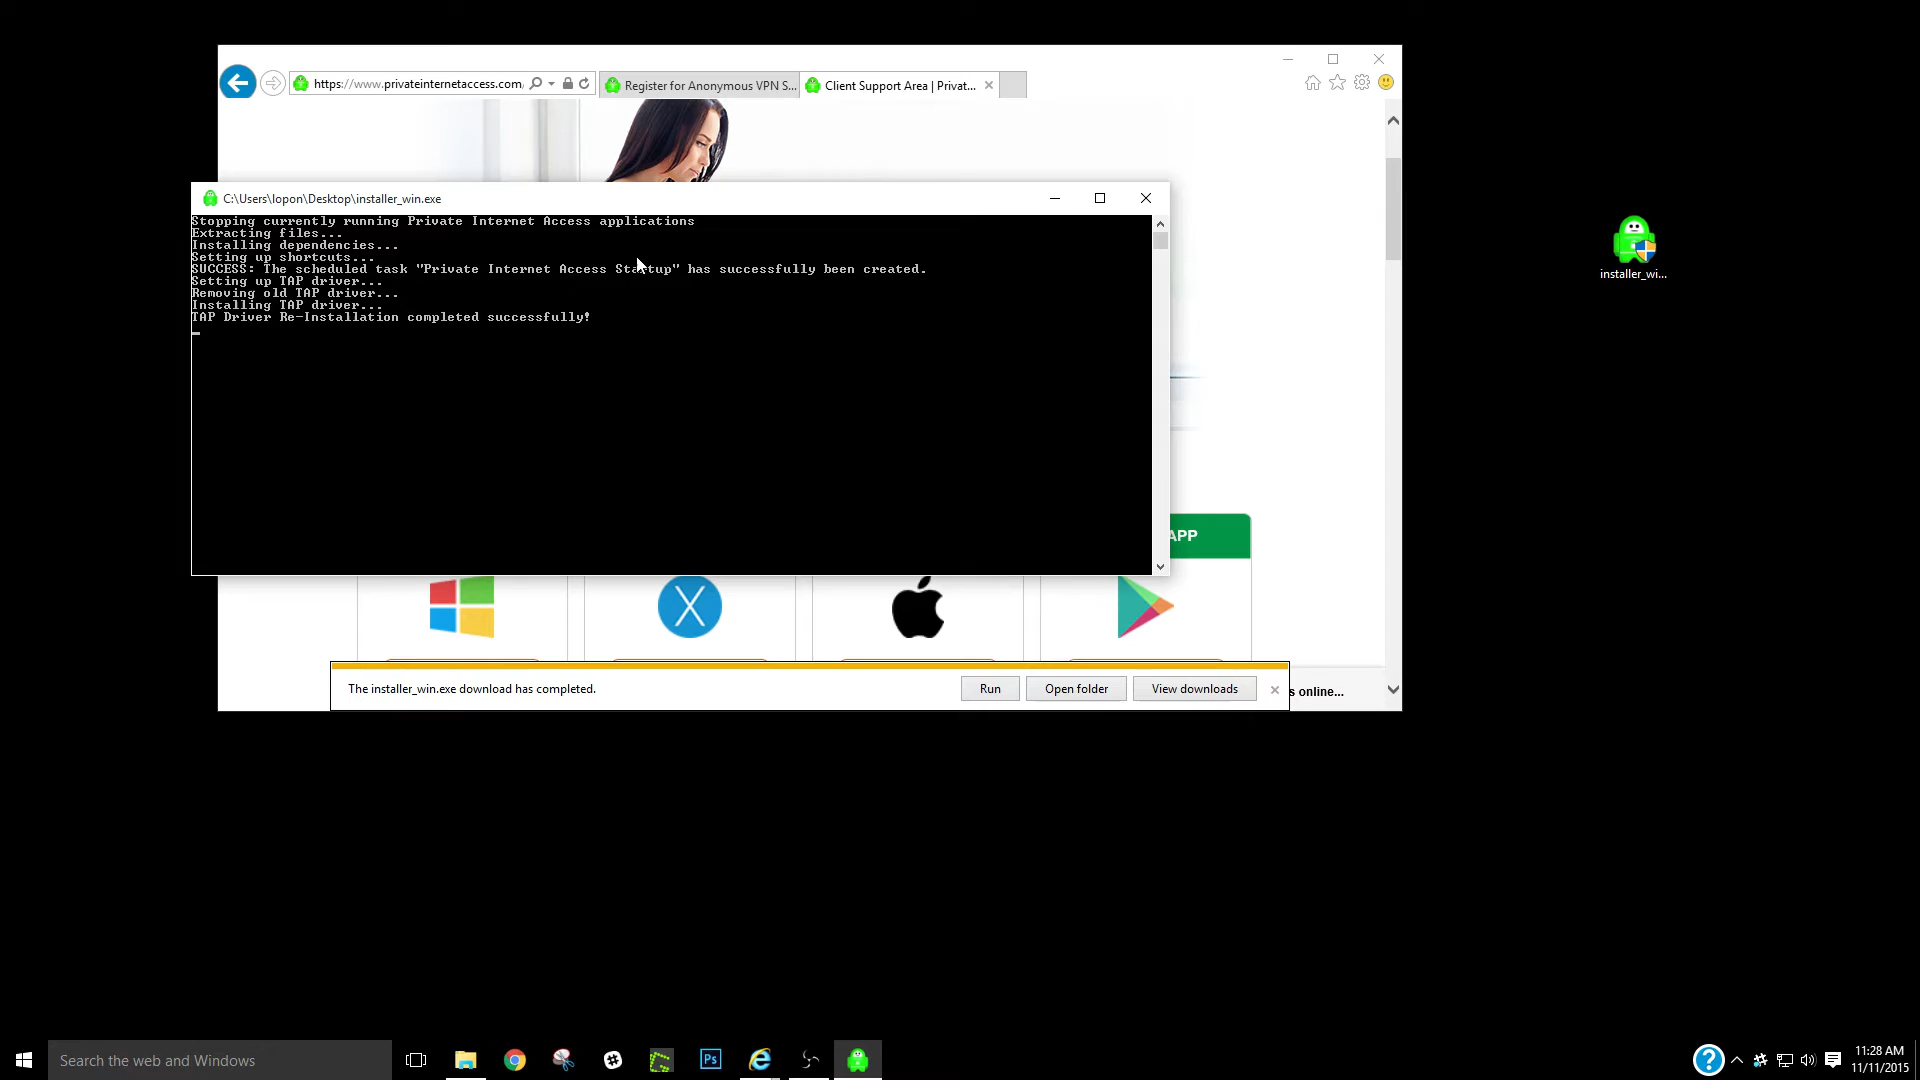 https://www.privateinternetaccess.com
Register for Anonymous VPN S...
Client Support Area | Privat...
C:\Users\lopon\Desktop\installer_win.exe
Stopping currently running Private Internet Access applications
Extracting files...
Installing dependencies...
Setting up shortcuts...
SUCCESS: The scheduled task "Private Internet Access Startup" has successfully been created.
Setting up TAP driver...
Removing old TAP driver...
Installing TAP driver...
TAP Driver Re-Installation completed successfully!
installer_wi...
APP
X
The installer_win.exe download has completed.
Run
Open folder
View downloads
s online...
Search the web and Windows
Ps
?
11:28 AM
11/11/2015